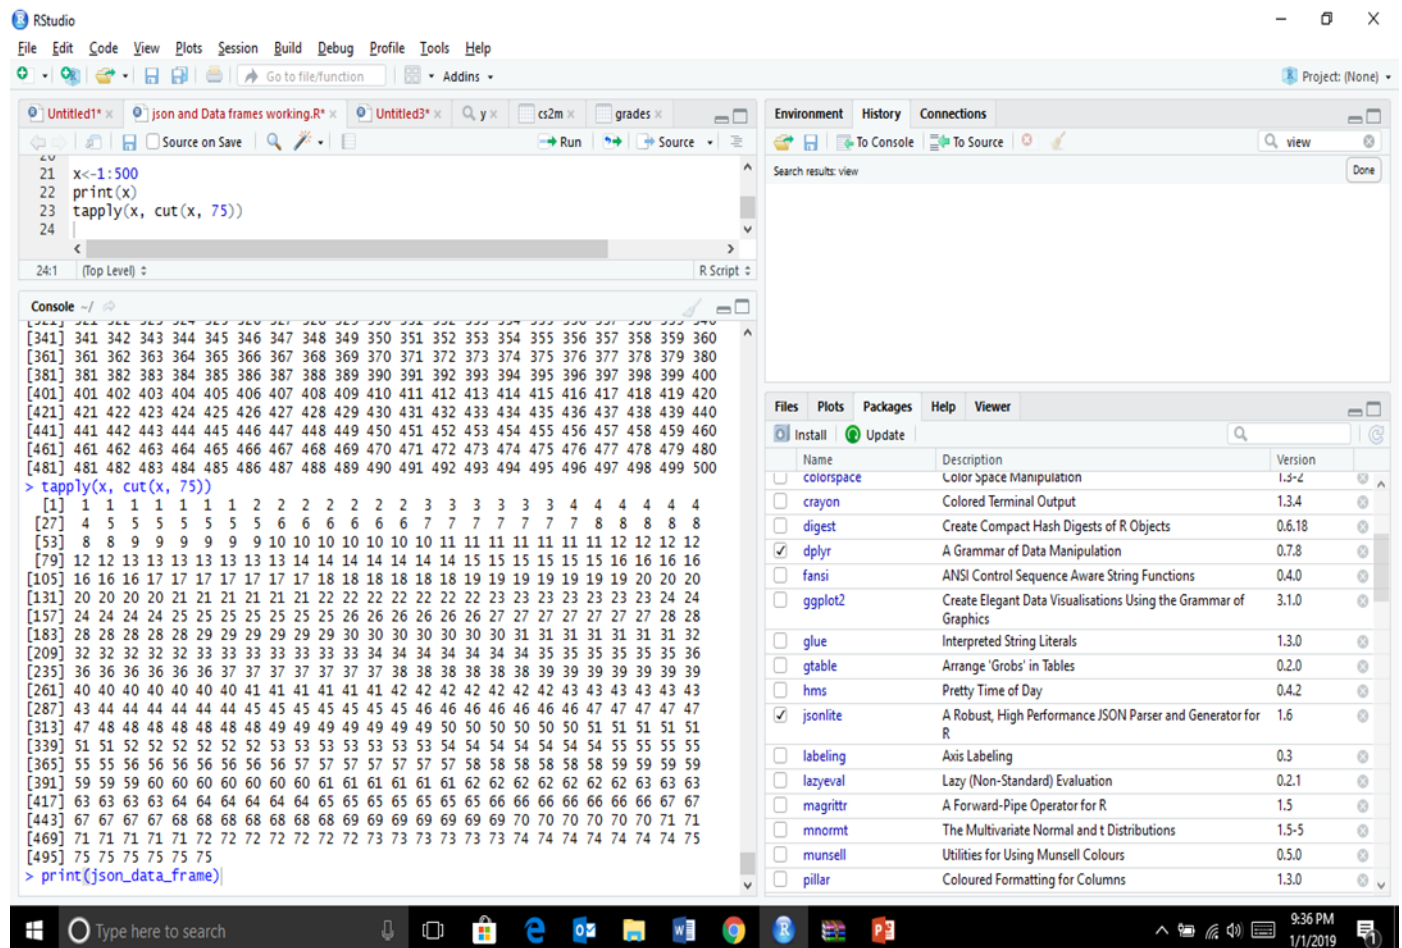 RStudio
File Edit Code View Plots Session Build Debug Profile Tools Help
Go to file/function Addins Project: (None)
Untitled1* json and Data frames working.R* Untitled3* y cs2m grades
Source on Save Run Source
20
21 x<-1:500
22 print(x)
23 tapply(x, cut(x, 75))
24
24:1 (Top Level) R Script
Console ~/
[321] 321 322 323 324 325 326 327 328 329 330 331 332 333 334 335 336 337 338 339 340
[341] 341 342 343 344 345 346 347 348 349 350 351 352 353 354 355 356 357 358 359 360
[361] 361 362 363 364 365 366 367 368 369 370 371 372 373 374 375 376 377 378 379 380
[381] 381 382 383 384 385 386 387 388 389 390 391 392 393 394 395 396 397 398 399 400
[401] 401 402 403 404 405 406 407 408 409 410 411 412 413 414 415 416 417 418 419 420
[421] 421 422 423 424 425 426 427 428 429 430 431 432 433 434 435 436 437 438 439 440
[441] 441 442 443 444 445 446 447 448 449 450 451 452 453 454 455 456 457 458 459 460
[461] 461 462 463 464 465 466 467 468 469 470 471 472 473 474 475 476 477 478 479 480
[481] 481 482 483 484 485 486 487 488 489 490 491 492 493 494 495 496 497 498 499 500
> tapply(x, cut(x, 75))
[1] 1 1 1 1 1 1 1 2 2 2 2 2 2 2 3 3 3 3 3 3 4 4 4 4 4 4
[27] 4 5 5 5 5 5 5 5 6 6 6 6 6 6 7 7 7 7 7 7 7 8 8 8 8 8
[53] 8 8 9 9 9 9 9 9 10 10 10 10 10 10 10 11 11 11 11 11 11 11 12 12 12 12
[79] 12 12 13 13 13 13 13 13 13 14 14 14 14 14 14 14 15 15 15 15 15 15 16 16 16 16
[105] 16 16 16 17 17 17 17 17 17 17 18 18 18 18 18 18 19 19 19 19 19 19 19 20 20 20
[131] 20 20 20 20 21 21 21 21 21 21 22 22 22 22 22 22 22 23 23 23 23 23 23 23 24 24
[157] 24 24 24 24 25 25 25 25 25 25 25 26 26 26 26 26 26 27 27 27 27 27 27 27 28 28
[183] 28 28 28 28 28 29 29 29 29 29 29 30 30 30 30 30 30 30 31 31 31 31 31 31 31 32
[209] 32 32 32 32 32 33 33 33 33 33 33 33 34 34 34 34 34 34 34 35 35 35 35 35 35 36
[235] 36 36 36 36 36 36 37 37 37 37 37 37 37 38 38 38 38 38 38 39 39 39 39 39 39 39
[261] 40 40 40 40 40 40 40 41 41 41 41 41 41 42 42 42 42 42 42 42 43 43 43 43 43 43
[287] 43 44 44 44 44 44 44 45 45 45 45 45 45 45 46 46 46 46 46 46 46 47 47 47 47 47
[313] 47 48 48 48 48 48 48 48 49 49 49 49 49 49 49 50 50 50 50 50 50 51 51 51 51 51
[339] 51 51 52 52 52 52 52 52 53 53 53 53 53 53 53 54 54 54 54 54 54 54 55 55 55 55
[365] 55 55 56 56 56 56 56 56 56 57 57 57 57 57 57 57 58 58 58 58 58 58 59 59 59 59
[391] 59 59 59 60 60 60 60 60 60 60 61 61 61 61 61 61 62 62 62 62 62 62 62 63 63 63
[417] 63 63 63 63 64 64 64 64 64 64 65 65 65 65 65 65 65 66 66 66 66 66 66 66 67 67
[443] 67 67 67 67 68 68 68 68 68 68 68 69 69 69 69 69 69 69 70 70 70 70 70 70 71 71
[469] 71 71 71 71 71 72 72 72 72 72 72 72 73 73 73 73 73 73 74 74 74 74 74 74 74 75
[495] 75 75 75 75 75 75
> print(json_data_frame)
Environment History Connections
To Console To Source view
Search results: view Done
Files Plots Packages Help Viewer
Install Update
Name Description Version
colorspace Color Space Manipulation 1.3-2
crayon Colored Terminal Output 1.3.4
digest Create Compact Hash Digests of R Objects 0.6.18
dplyr A Grammar of Data Manipulation 0.7.8
fansi ANSI Control Sequence Aware String Functions 0.4.0
ggplot2 Create Elegant Data Visualisations Using the Grammar of 3.1.0
Graphics
glue Interpreted String Literals 1.3.0
gtable Arrange 'Grobs' in Tables 0.2.0
hms Pretty Time of Day 0.4.2
jsonlite A Robust, High Performance JSON Parser and Generator for 1.6
R
labeling Axis Labeling 0.3
lazyeval Lazy (Non-Standard) Evaluation 0.2.1
magrittr A Forward-Pipe Operator for R 1.5
mnormt The Multivariate Normal and t Distributions 1.5-5
munsell Utilities for Using Munsell Colours 0.5.0
pillar Coloured Formatting for Columns 1.3.0
Type here to search
9:36 PM
1/1/2019